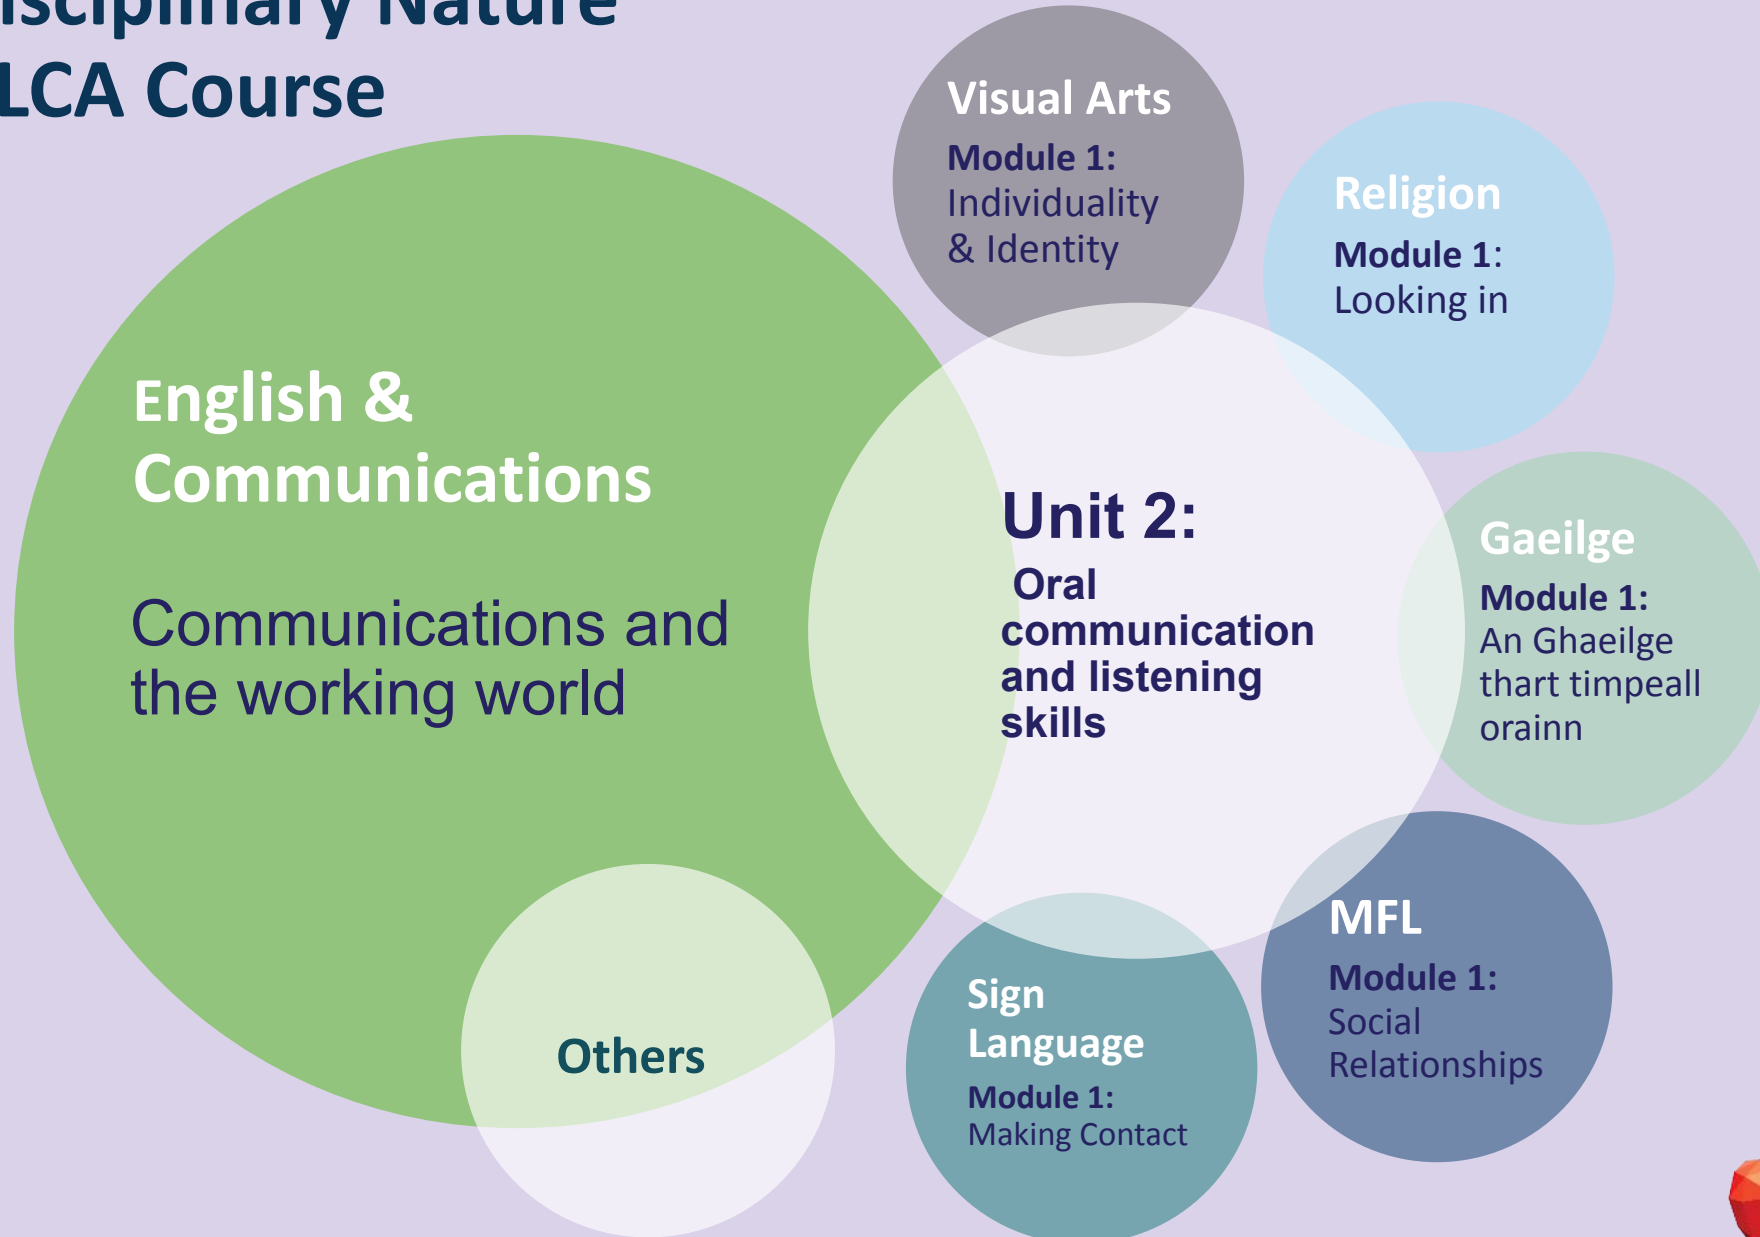 Nature
LCA Course
English &
Communications
Communications and
the working world
Others
Visual Arts
Module 1:
Individuality
& Identity
Religion
Module 1:
Looking in
Unit 2:
Oral
communication
and listening
skills
Gaeilge
Module 1:
An Ghaeilge
thart timpeall
orainn
MFL
Module 1:
Social
Relationships
Sign
Language
Module 1:
Making Contact